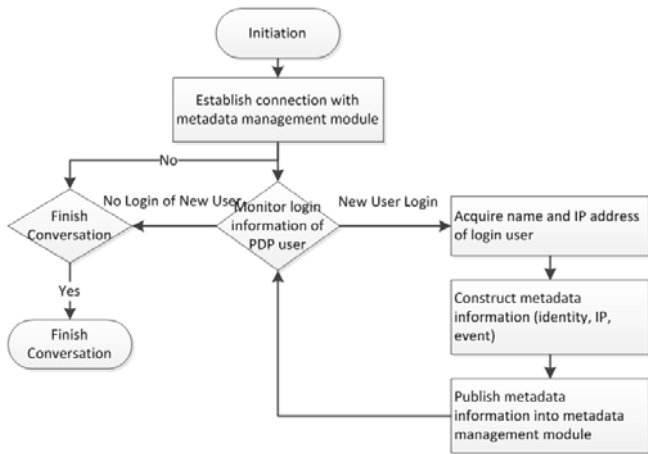 Initiation
Establish connection with
metadata management module
No
Finish
Conversation
No Login of New User
Monitor login
information of
PDP user
New User Login
Acquire name and IP address
of login user
Yes
Finish
Conversation
Construct metadata
information (identity, IP,
event)
Publish metadata
information into metadata
management module